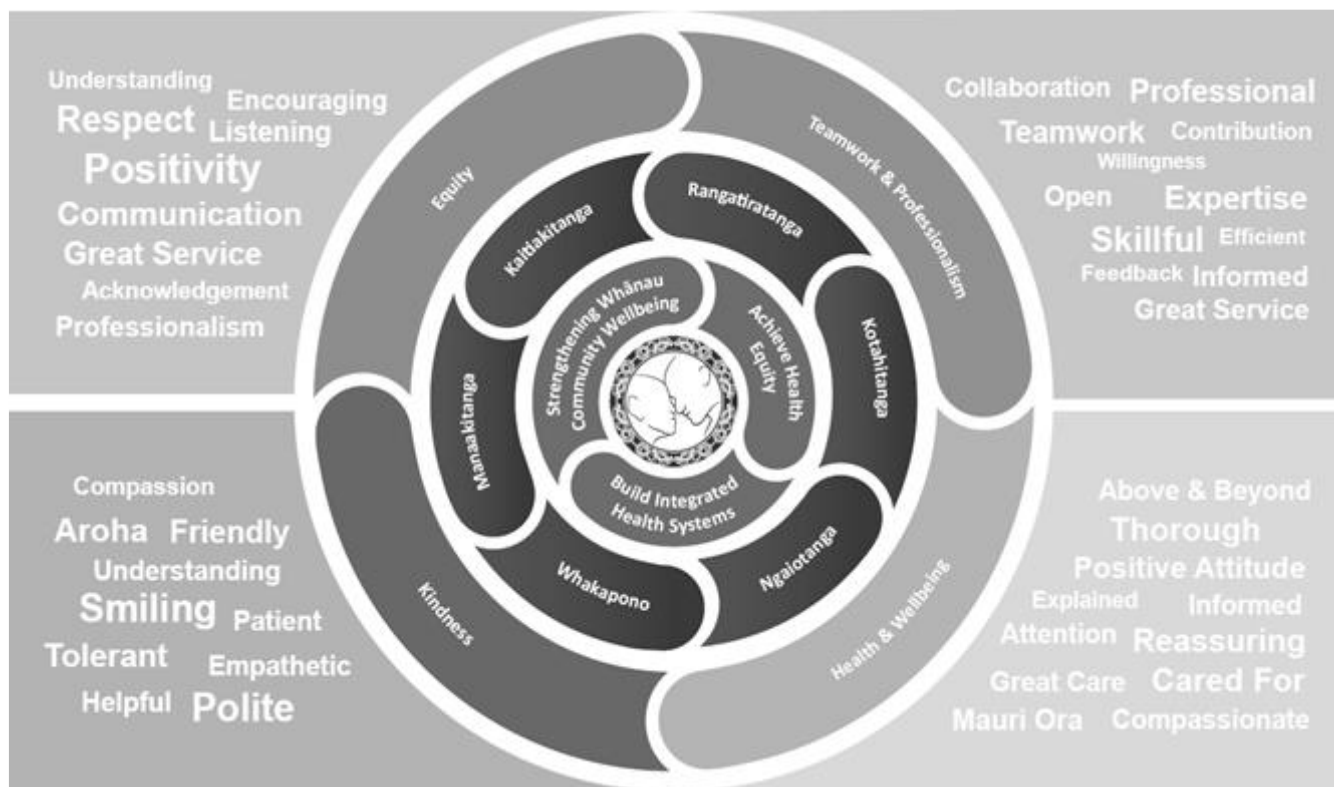 Understanding
Encouraging
Respect
Listening
Positivity
Communication
Great Service
Acknowledgement
Professionalism
Collaboration Professional
Teamwork Contribution
Willingness
Open Expertise
Skillful Efficient
Feedback Informed
Great Service
Equity
Teamwork & Professionalism
Kaitiakitanga
Rangatiratanga
Kotahitanga
Manaakitanga
Whakapono
Ngaiotanga
Strengthening Whānau
Community Wellbeing
Achieve Health
Equity
Build Integrated
Health Systems
Kindness
Health & Wellbeing
Compassion
Aroha Friendly
Understanding
Smiling Patient
Tolerant Empathetic
Helpful Polite
Above & Beyond
Thorough
Positive Attitude
Explained Informed
Attention Reassuring
Great Care Cared For
Mauri Ora Compassionate